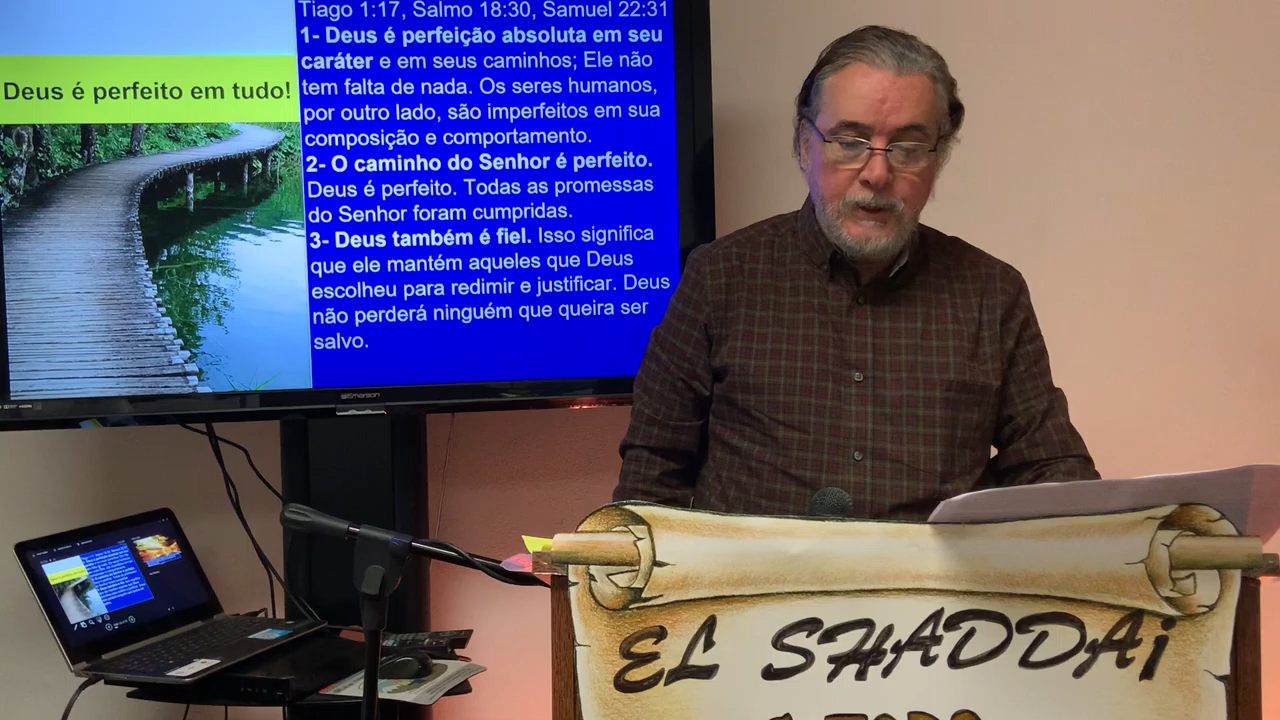 Tiago 1:17, Salmo 18:30, Samuel 22:31
1- Deus é perfeição absoluta em seu
caráter e em seus caminhos; Ele não
tem falta de nada. Os seres humanos,
por outro lado, são imperfeitos em sua
composição e comportamento.
2- O caminho do Senhor é perfeito.
Deus é perfeito. Todas as promessas
do Senhor foram cumpridas.
3- Deus também é fiel. Isso significa
que ele mantém aqueles que Deus
escolheu para redimir e justificar. Deus
não perderá ninguém que queira ser
salvo.
Deus é perfeito em tudo!
Emerson
EL SHADDAi